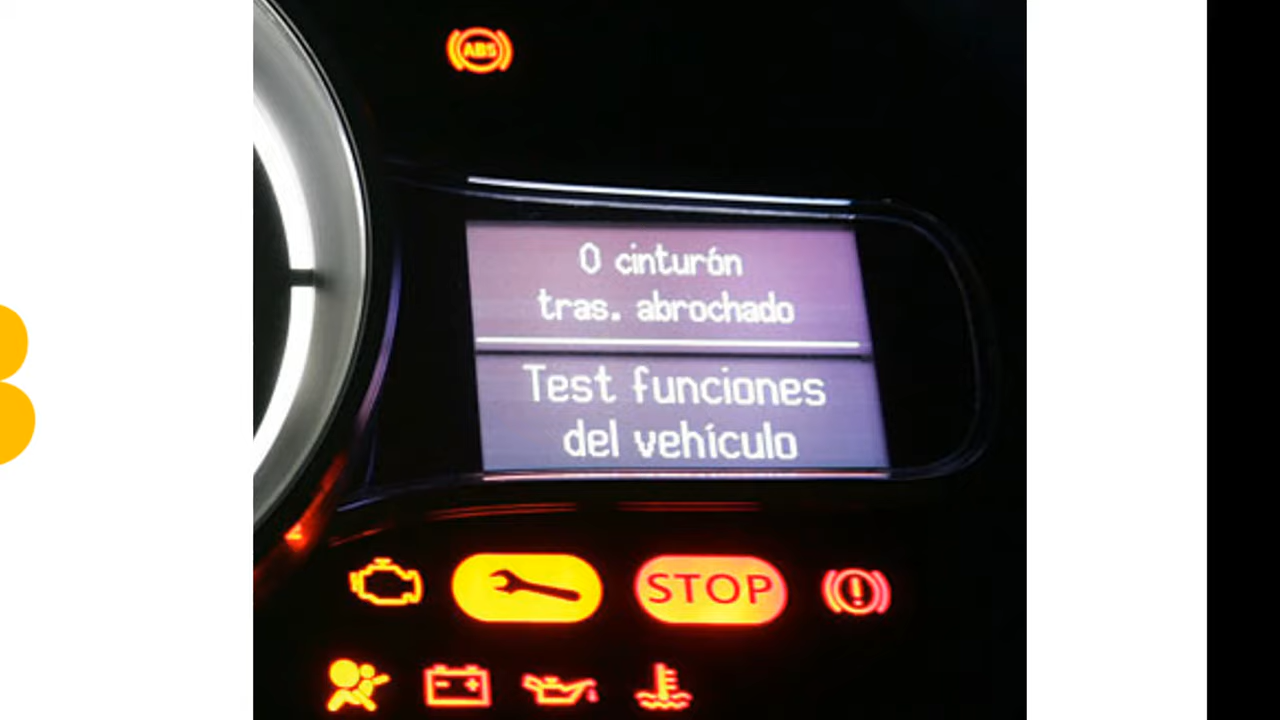 ABS
0 cinturón
tras. abrochado
Test funciones
del vehículo
STOP